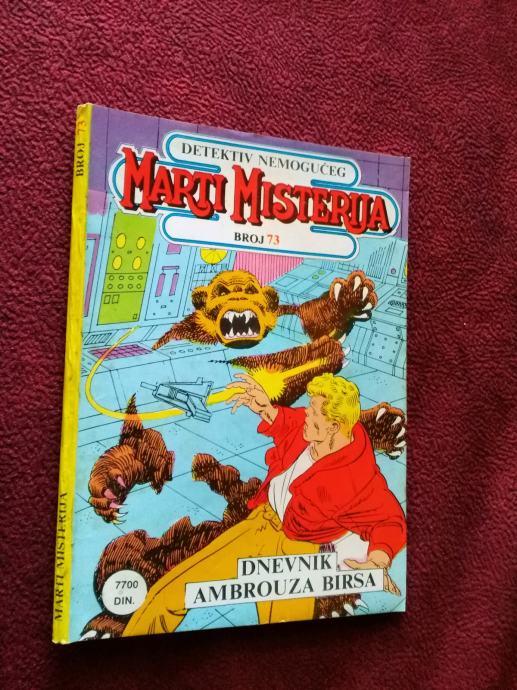 DETEKTIV NEMOGUĆEG
MARTI MISTERIJA
BROJ 73
DNEVNIK
AMBROUZA BIRSA
7700
DIN.
BROJ 73
MARTI MISTERIJA